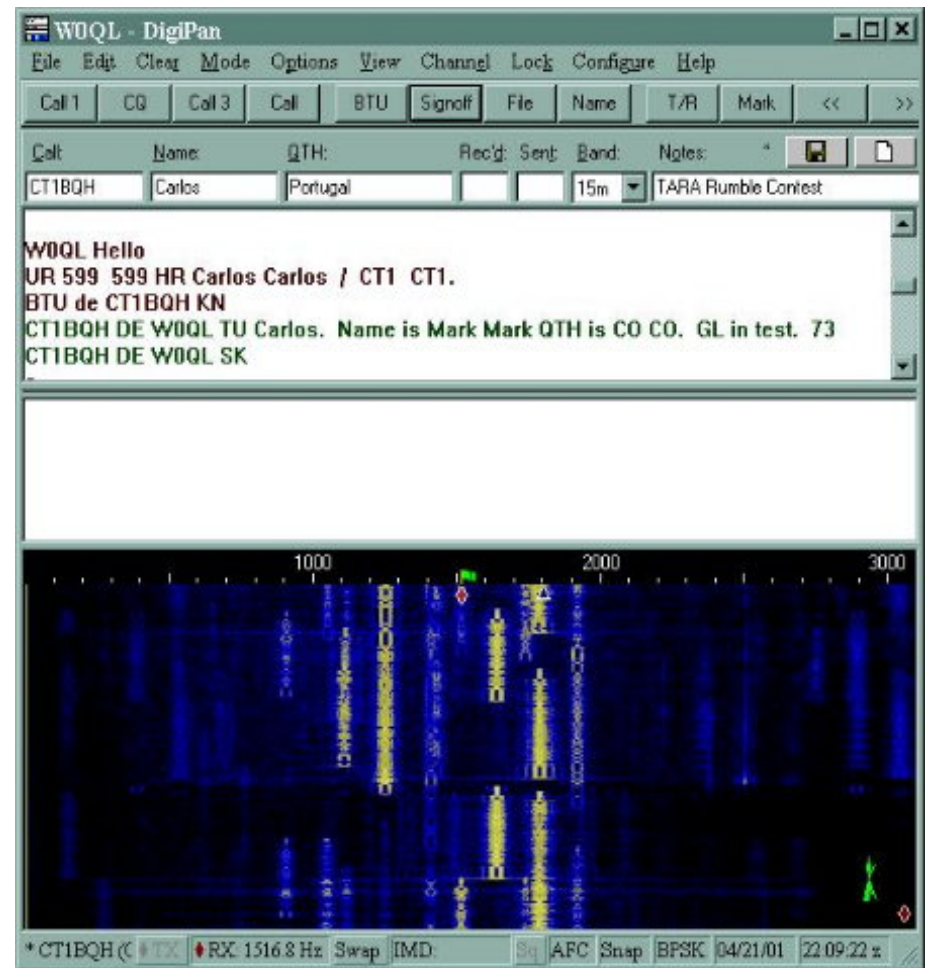 W0QL - DigiPan
File Edit Clear Mode Options View Channel Lock Configure Help
Call 1 CQ Call 3 Call BTU Signoff File Name T/R Mark << >>
Call: Name: QTH: Rec'd: Sent: Band: Notes: *
CT1BQH Carlos Portugal 15m TARA Rumble Contest
W0QL Hello
UR 599 599 HR Carlos Carlos / CT1 CT1.
BTU de CT1BQH KN
CT1BQH DE W0QL TU Carlos. Name is Mark Mark QTH is CO CO. GL in test. 73
CT1BQH DE W0QL SK
1000 2000 3000
* CT1BQH (C TX RX 1516.8 Hz Swap IMD: Sq AFC Snap BPSK 04/21/01 22:09:22 z